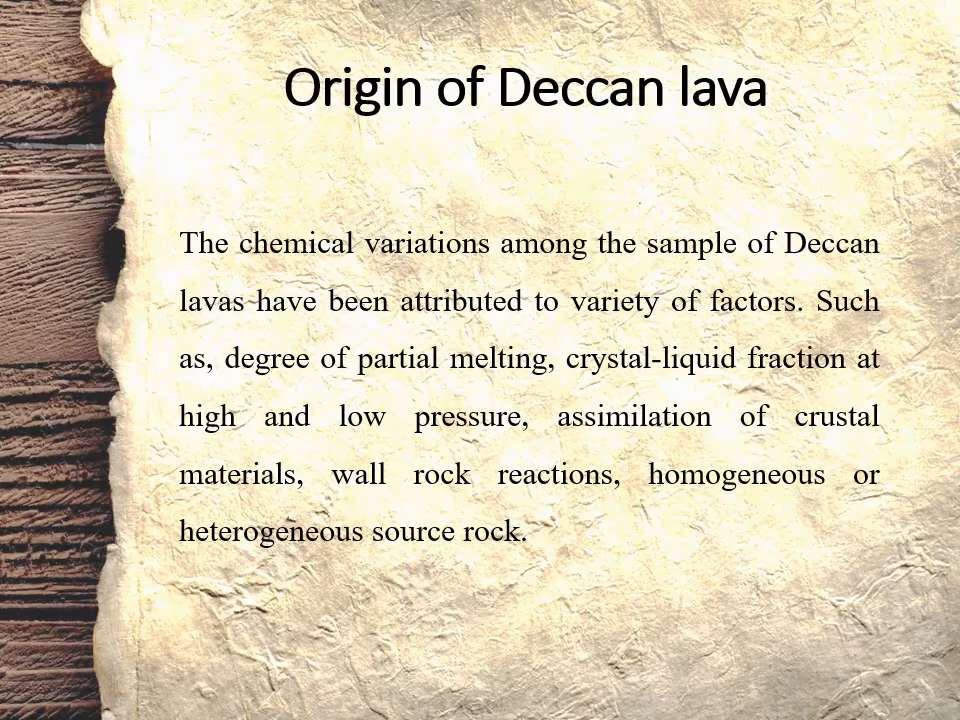 Origin of Deccan lava
The chemical variations among the sample of Deccan
lavas have been attributed to variety of factors. Such
as, degree of partial melting, crystal-liquid fraction at
high and low pressure, assimilation of crustal
materials, wall rock reactions, homogeneous or
heterogeneous source rock.